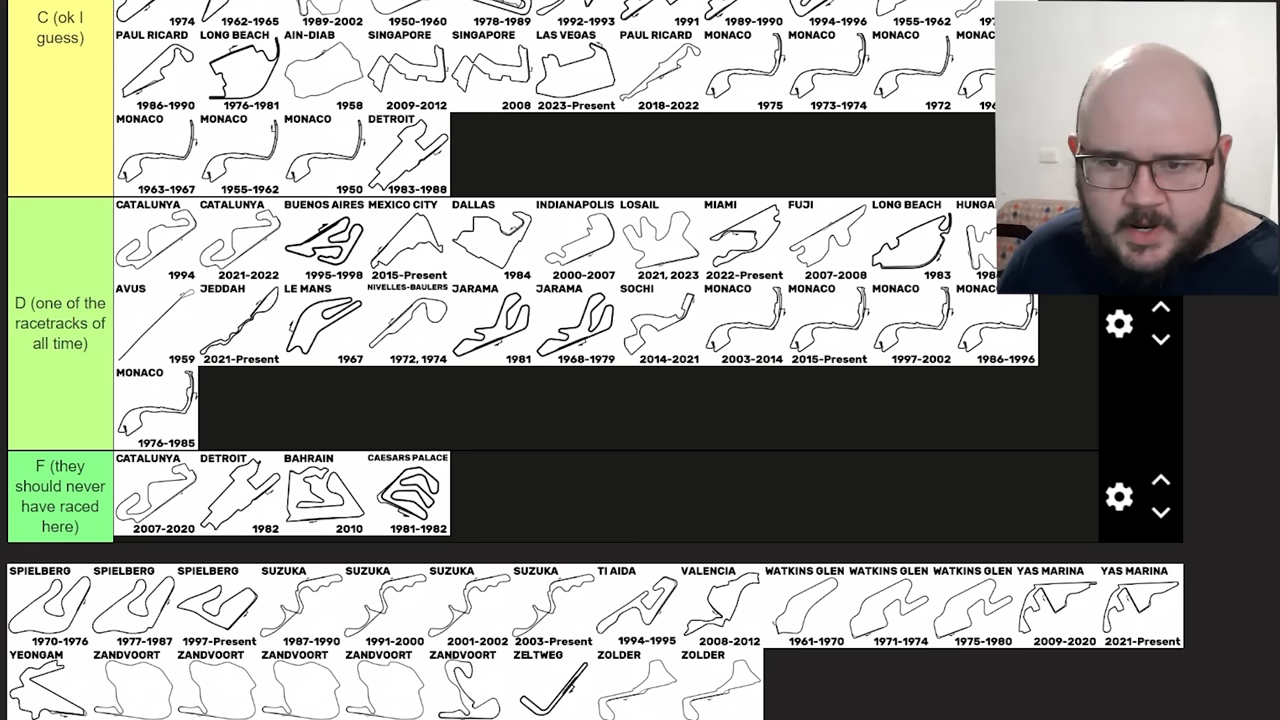 C (ok I
guess)
1974 1962-1965 1989-2002 1950-1960 1978-1989 1992-1993 1991 1989-1990 1994-1996 1955-1962
PAUL RICARD LONG BEACH AIN-DIAB SINGAPORE SINGAPORE LAS VEGAS PAUL RICARD MONACO MONACO MONACO
1986-1990 1976-1981 1958 2009-2012 2008 2023-Present 2018-2022 1975 1973-1974 1972
MONACO MONACO MONACO DETROIT
1963-1967 1955-1962 1950 1983-1988
D (one of the
racetracks of
all time)
CATALUNYA CATALUNYA BUENOS AIRES MEXICO CITY DALLAS INDIANAPOLIS LOSAIL MIAMI FUJI LONG BEACH HUNGA
1994 2021-2022 1995-1998 2015-Present 1984 2000-2007 2021, 2023 2022-Present 2007-2008 1983 198
AVUS JEDDAH LE MANS NIVELLES-BAULERS JARAMA JARAMA SOCHI MONACO MONACO MONACO MONACO
1959 2021-Present 1967 1972, 1974 1981 1968-1979 2014-2021 2003-2014 2015-Present 1997-2002 1986-1996
MONACO
1976-1985
F (they
should never
have raced
here)
CATALUNYA DETROIT BAHRAIN CAESARS PALACE
2007-2020 1982 2010 1981-1982
SPIELBERG SPIELBERG SPIELBERG SUZUKA SUZUKA SUZUKA SUZUKA TI AIDA VALENCIA WATKINS GLEN WATKINS GLEN WATKINS GLEN YAS MARINA YAS MARINA
1970-1976 1977-1987 1997-Present 1987-1990 1991-2000 2001-2002 2003-Present 1994-1995 2008-2012 1961-1970 1971-1974 1975-1980 2009-2020 2021-Present
YEONGAM ZANDVOORT ZANDVOORT ZANDVOORT ZANDVOORT ZANDVOORT ZELTWEG ZOLDER ZOLDER